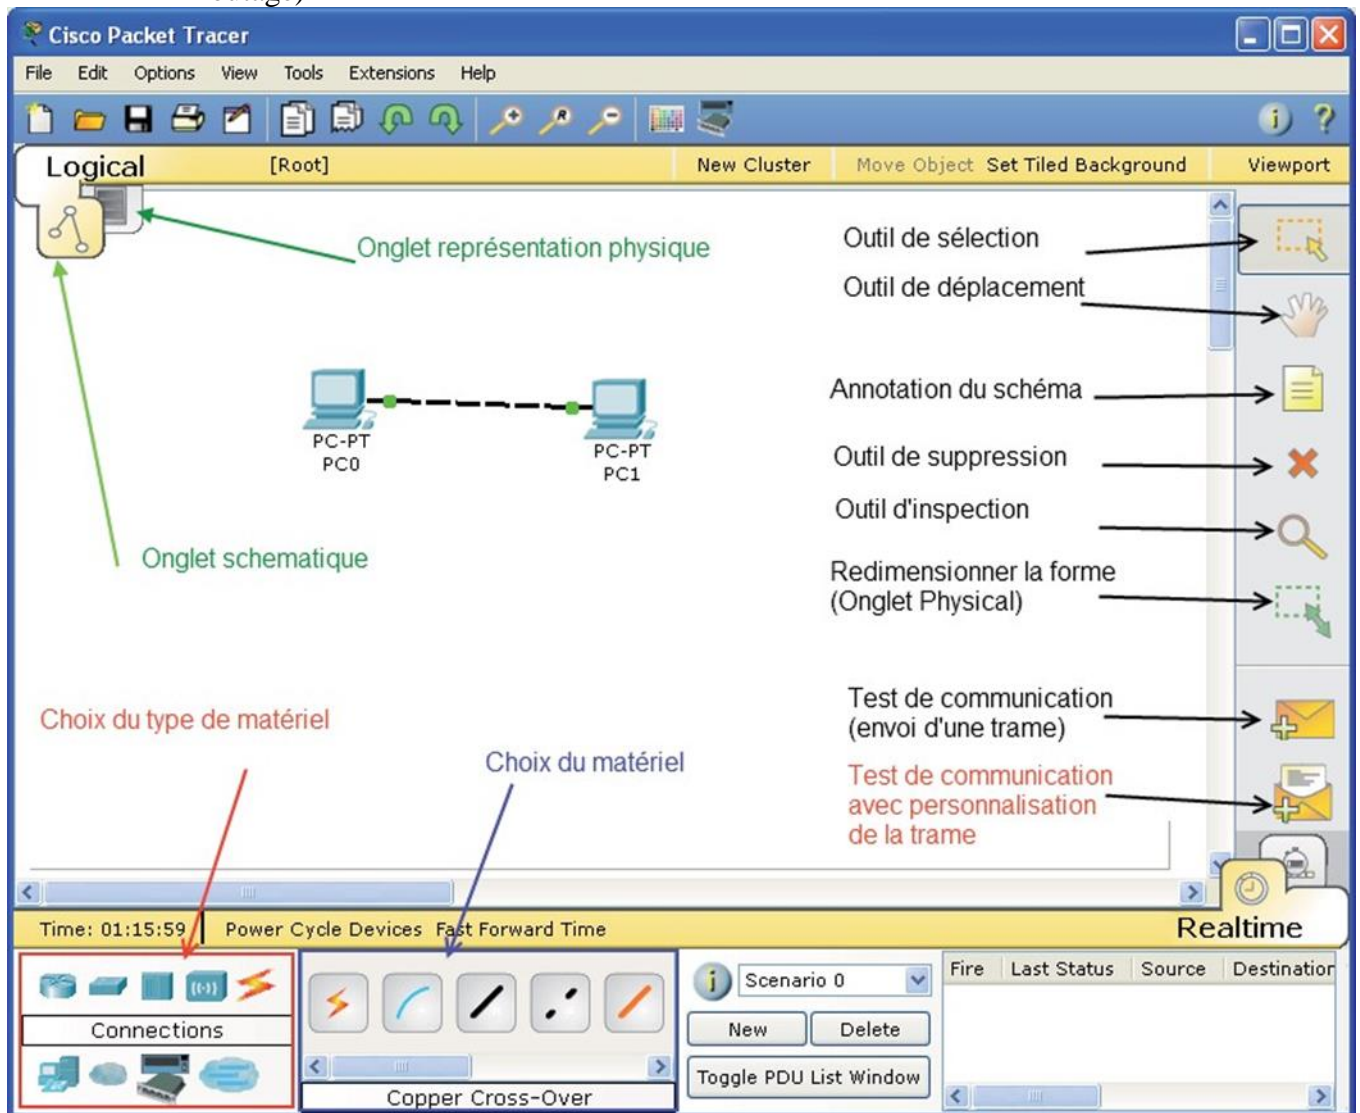 Cisco Packet Tracer
File Edit Options View Tools Extensions Help
Logical [Root] New Cluster Move Object Set Tiled Background Viewport
Onglet représentation physique
Outil de sélection
Outil de déplacement
Annotation du schéma
PC-PT
PC0
PC-PT
PC1
Outil de suppression
Outil d'inspection
Onglet schematique
Redimensionner la forme
(Onglet Physical)
Choix du type de matériel
Test de communication
(envoi d'une trame)
Choix du matériel
Test de communication
avec personnalisation
de la trame
Time: 01:15:59 Power Cycle Devices Fast Forward Time Realtime
Connections
Copper Cross-Over
Scenario 0
New Delete
Toggle PDU List Window
Fire Last Status Source Destination